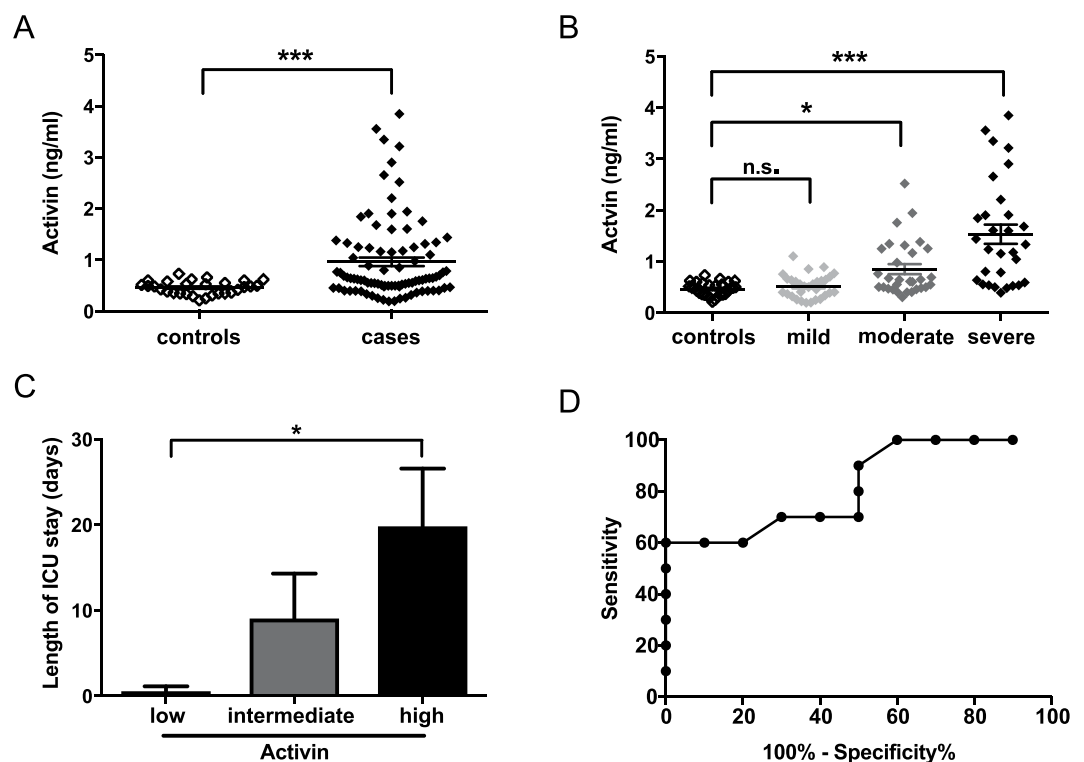 A
***
Activin (ng/ml)
5
4
3
2
1
0
controls cases
B
***
*
n.s.
Actvin (ng/ml)
5
4
3
2
1
0
controls mild moderate severe
C
*
Length of ICU stay (days)
30
20
10
0
low intermediate high
Activin
D
Sensitivity
100
80
60
40
20
0
0 20 40 60 80 100
100% - Specificity%